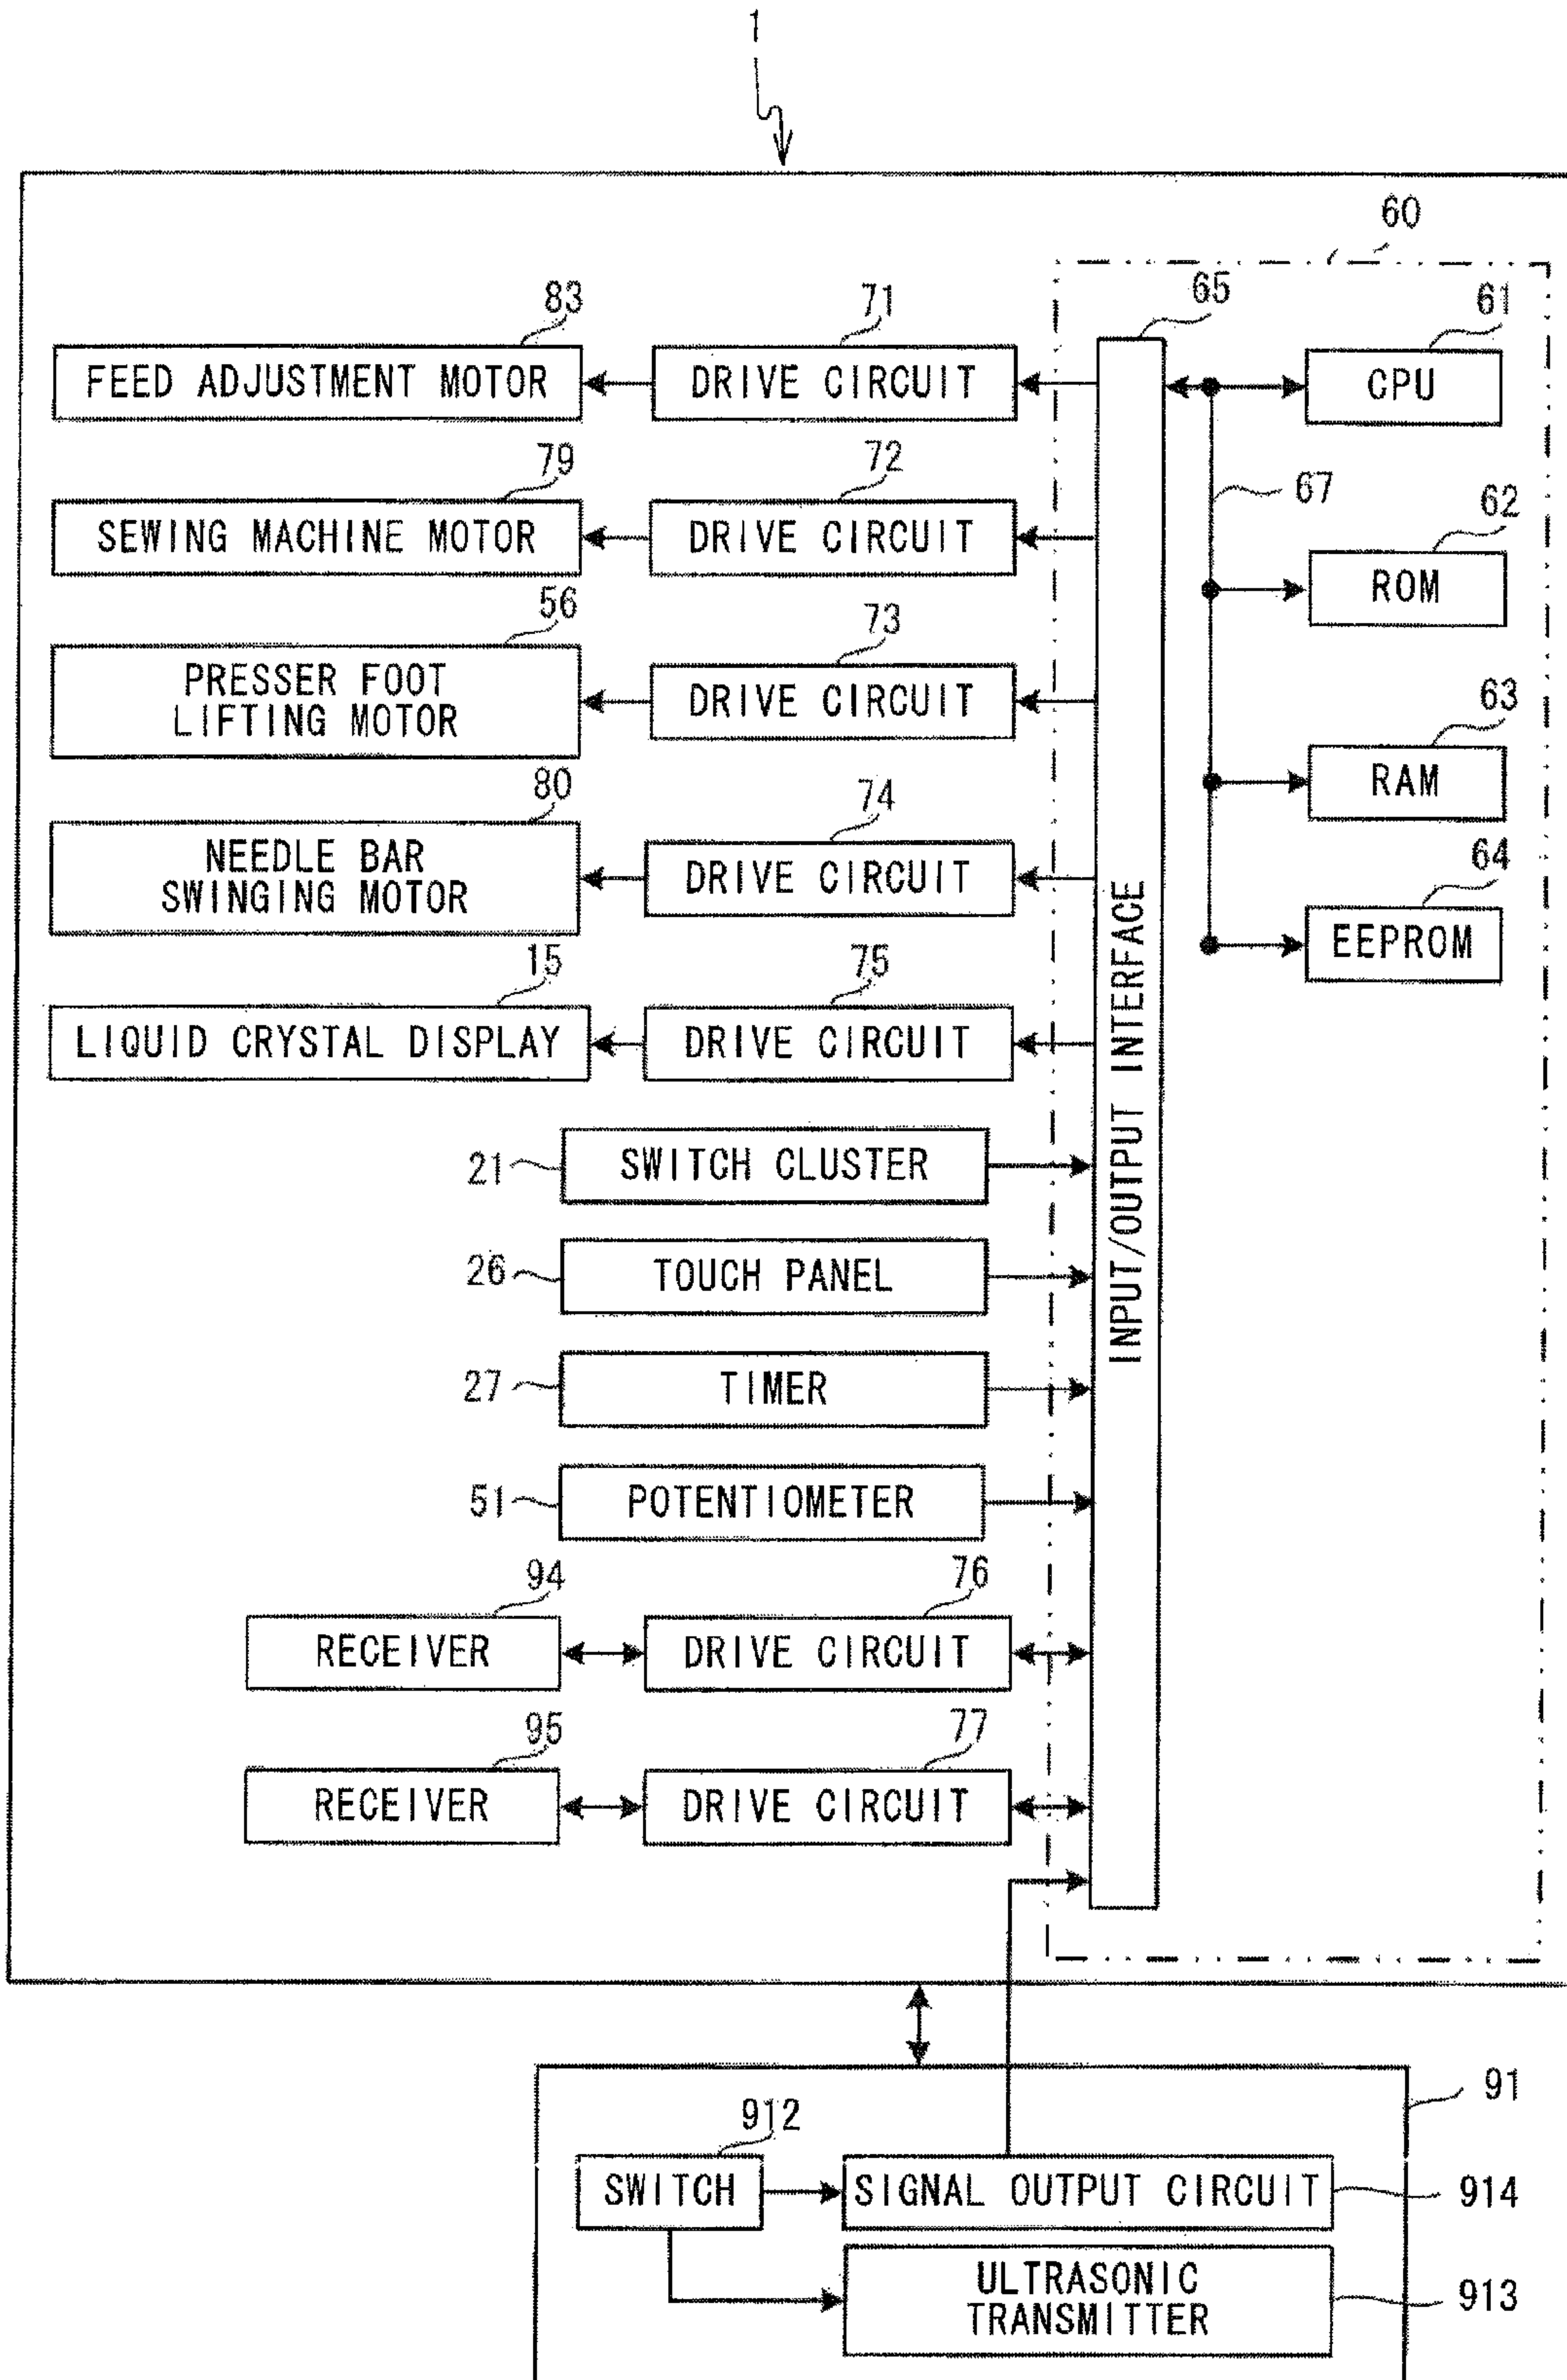 1
60
83
71
65
61
FEED ADJUSTMENT MOTOR
DRIVE CIRCUIT
CPU
79
72
67
62
SEWING MACHINE MOTOR
DRIVE CIRCUIT
ROM
56
73
63
PRESSER FOOT
LIFTING MOTOR
DRIVE CIRCUIT
RAM
80
74
64
NEEDLE BAR
SWINGING MOTOR
DRIVE CIRCUIT
EEPROM
15
75
LIQUID CRYSTAL DISPLAY
DRIVE CIRCUIT
INPUT/OUTPUT INTERFACE
21
SWITCH CLUSTER
26
TOUCH PANEL
27
TIMER
51
POTENTIOMETER
94
76
RECEIVER
DRIVE CIRCUIT
95
77
RECEIVER
DRIVE CIRCUIT
91
912
SWITCH
SIGNAL OUTPUT CIRCUIT
914
ULTRASONIC
TRANSMITTER
913